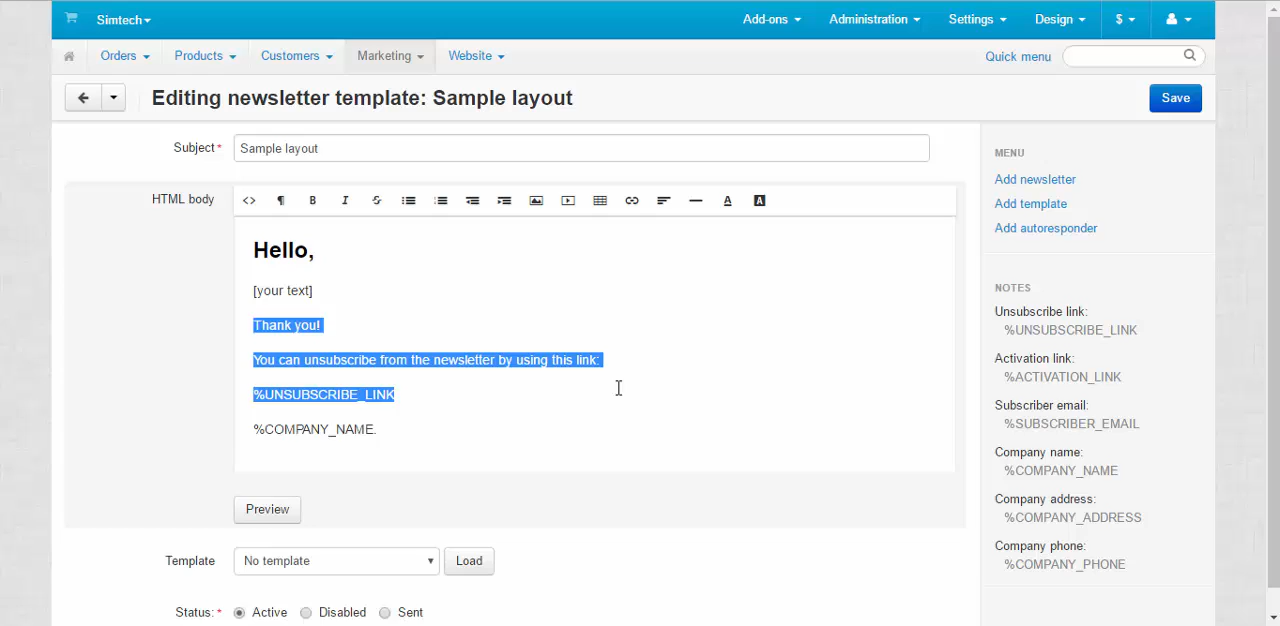 Simtech Add-ons Administration Settings Design $
Orders Products Customers Marketing Website Quick menu
Editing newsletter template: Sample layout Save
Subject* Sample layout
HTML body
Hello,
[your text]
Thank you!
You can unsubscribe from the newsletter by using this link:
%UNSUBSCRIBE_LINK
%COMPANY_NAME.
Preview
Template No template Load
Status:* Active Disabled Sent
MENU
Add newsletter
Add template
Add autoresponder
NOTES
Unsubscribe link:
%UNSUBSCRIBE_LINK
Activation link:
%ACTIVATION_LINK
Subscriber email:
%SUBSCRIBER_EMAIL
Company name:
%COMPANY_NAME
Company address:
%COMPANY_ADDRESS
Company phone:
%COMPANY_PHONE